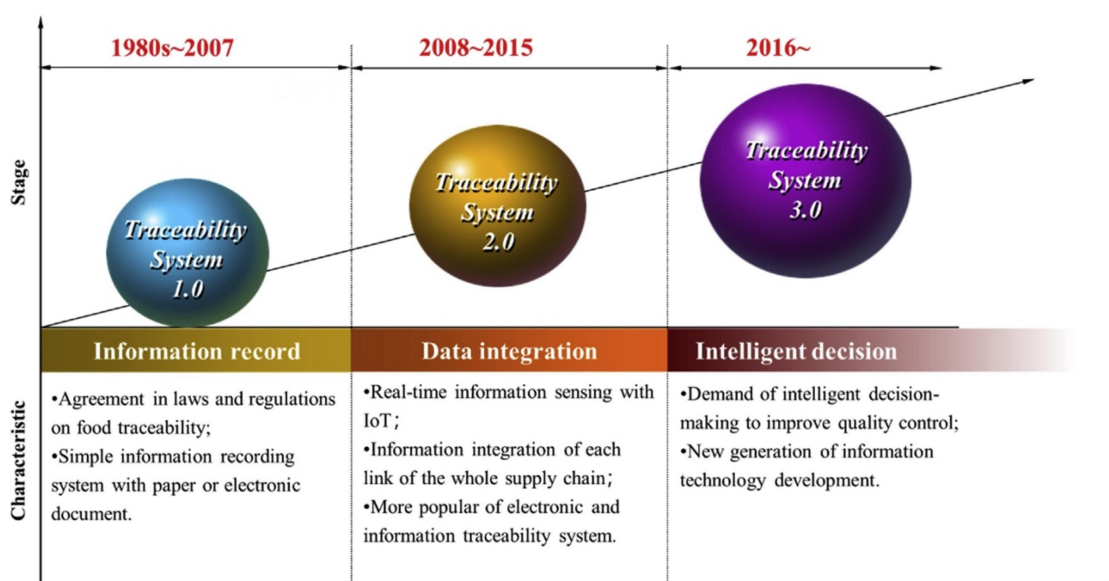 1980s~2007
2008~2015
2016~
Stage
Traceability
System
1.0
Traceability
System
2.0
Traceability
System
3.0
Information record
Data integration
Intelligent decision
Characteristic
•Agreement in laws and regulations
on food traceability;
•Simple information recording
system with paper or electronic
document.
•Real-time information sensing with
IoT;
•Information integration of each
link of the whole supply chain;
•More popular of electronic and
information traceability system.
•Demand of intelligent decision-
making to improve quality control;
•New generation of information
technology development.